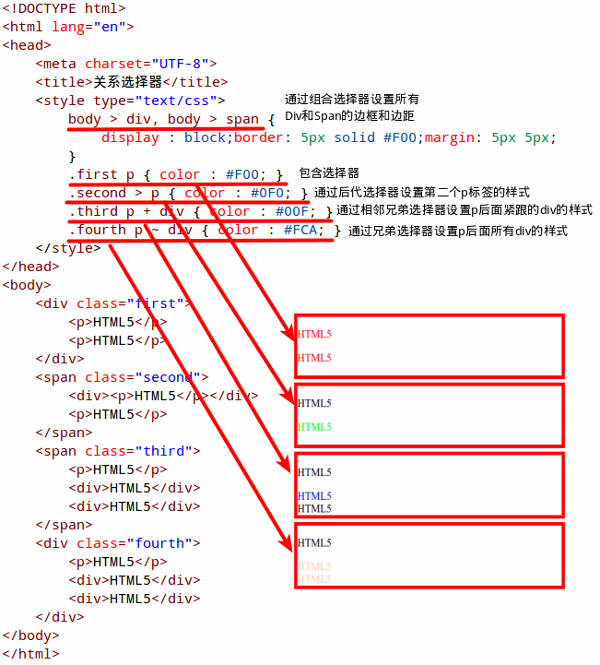 <!DOCTYPE html>
<html lang="en">
<head>
<meta charset="UTF-8">
<title>关系选择器</title>
<style type="text/css">
通过组合选择器设置所有
body > div, body > span {
Div和Span的边框和边距
display : block;border: 5px solid #F00;margin: 5px 5px;
}
.first p { color : #F00; }
包含选择器
.second > p { color : #0F0; }
通过后代选择器设置第二个p标签的样式
.third p + div { color : #00F; }
通过相邻兄弟选择器设置p后面紧跟的div的样式
.fourth p ~ div { color : #FCA; }
通过兄弟选择器设置p后面所有div的样式
</style>
</head>
<body>
<div class="first">
<p>HTML5</p>
<p>HTML5</p>
</div>
<span class="second">
<div><p>HTML5</p></div>
<p>HTML5</p>
</span>
<span class="third">
<p>HTML5</p>
<div>HTML5</div>
<div>HTML5</div>
</span>
<div class="fourth">
<p>HTML5</p>
<div>HTML5</div>
<div>HTML5</div>
</div>
</body>
</html>
HTML5
HTML5
HTML5
HTML5
HTML5
HTML5
HTML5
HTML5
HTML5
HTML5